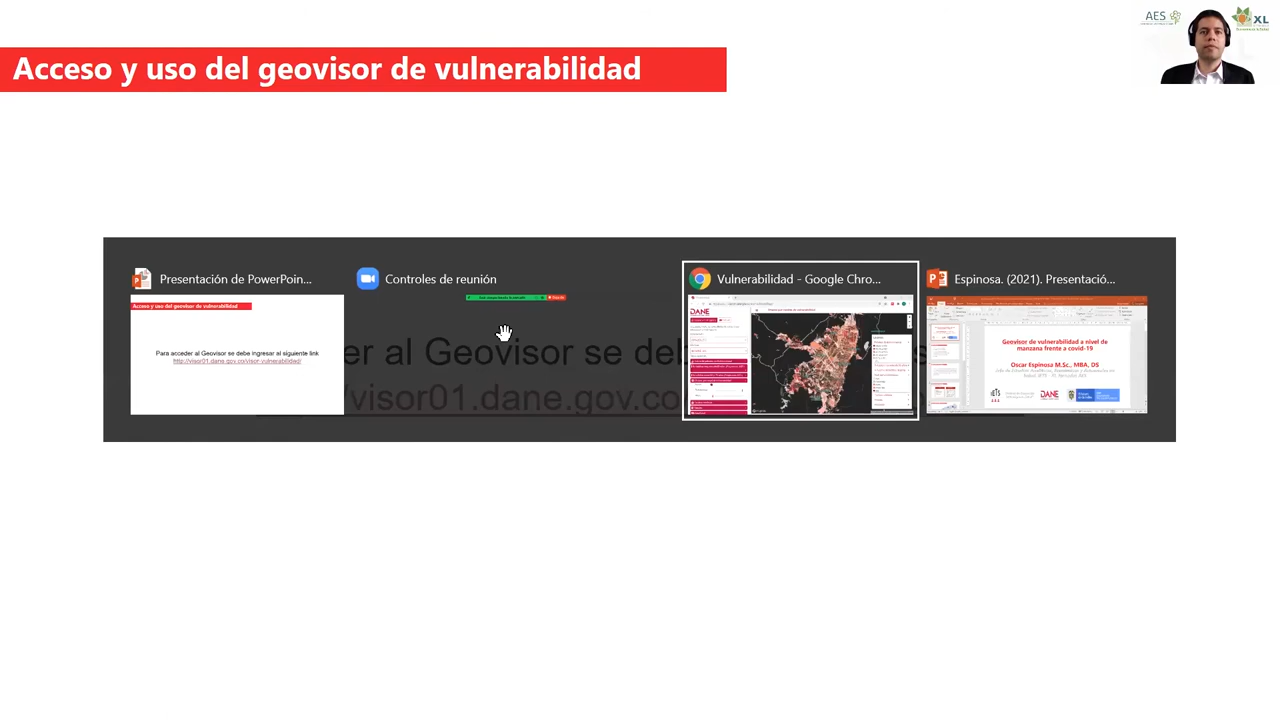 AES
XL
Acceso y uso del geovisor de vulnerabilidad
Presentación de PowerPoin...
Controles de reunión
Vulnerabilidad - Google Chro...
Espinosa. (2021). Presentació...
Acceso y uso del geovisor de vulnerabilidad
Para acceder al Geovisor se debe ingresar al siguiente link
http://visor01.dane.gov.co/visor-vulnerabilidad/
er al Geovisor se deb
visor01.dane.gov.co
DANE
Geovisor de vulnerabilidad a nivel de
manzana frente a covid-19
Oscar Espinosa M.Sc., MBA, DS
IETS
DANE